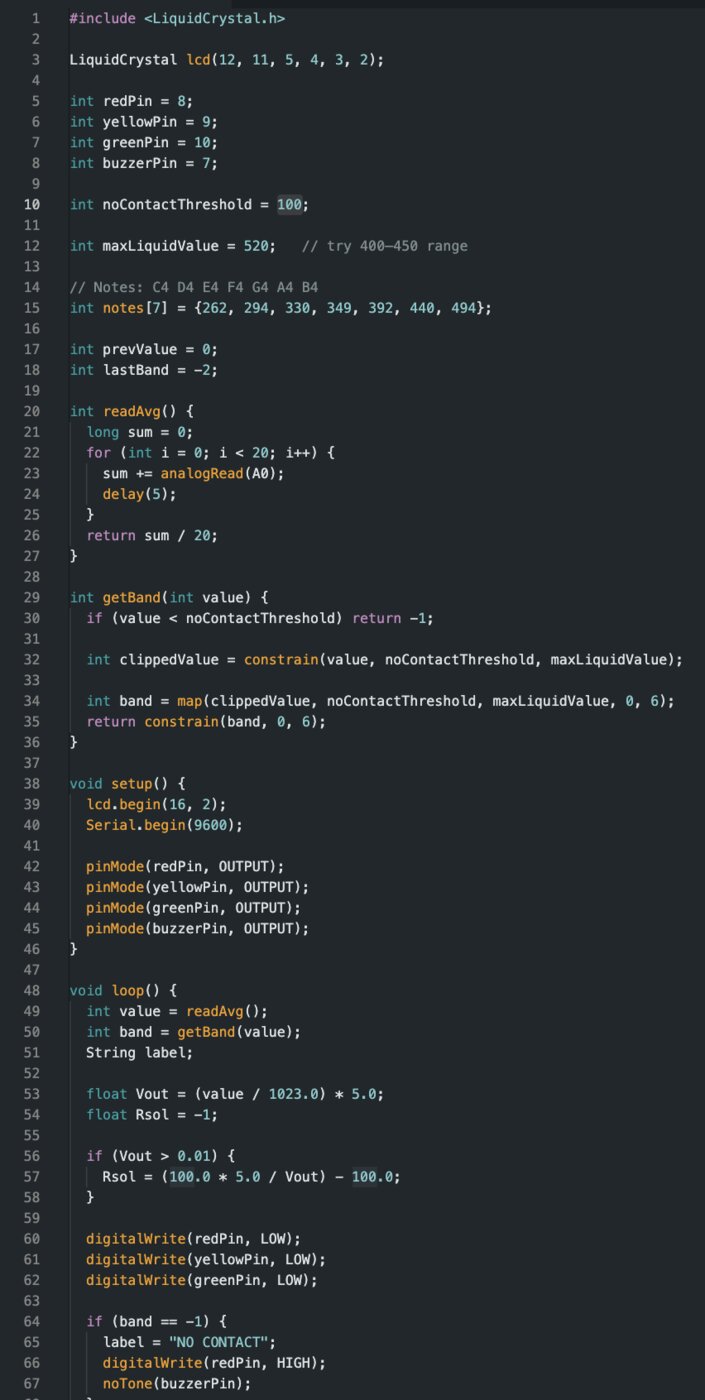 1 #include <LiquidCrystal.h>
2
3 LiquidCrystal lcd(12, 11, 5, 4, 3, 2);
4
5 int redPin = 8;
6 int yellowPin = 9;
7 int greenPin = 10;
8 int buzzerPin = 7;
9
10 int noContactThreshold = 100;
11
12 int maxLiquidValue = 520;   // try 400–450 range
13
14 // Notes: C4 D4 E4 F4 G4 A4 B4
15 int notes[7] = {262, 294, 330, 349, 392, 440, 494};
16
17 int prevValue = 0;
18 int lastBand = -2;
19
20 int readAvg() {
21   long sum = 0;
22   for (int i = 0; i < 20; i++) {
23     sum += analogRead(A0);
24     delay(5);
25   }
26   return sum / 20;
27 }
28
29 int getBand(int value) {
30   if (value < noContactThreshold) return -1;
31
32   int clippedValue = constrain(value, noContactThreshold, maxLiquidValue);
33
34   int band = map(clippedValue, noContactThreshold, maxLiquidValue, 0, 6);
35   return constrain(band, 0, 6);
36 }
37
38 void setup() {
39   lcd.begin(16, 2);
40   Serial.begin(9600);
41
42   pinMode(redPin, OUTPUT);
43   pinMode(yellowPin, OUTPUT);
44   pinMode(greenPin, OUTPUT);
45   pinMode(buzzerPin, OUTPUT);
46 }
47
48 void loop() {
49   int value = readAvg();
50   int band = getBand(value);
51   String label;
52
53   float Vout = (value / 1023.0) * 5.0;
54   float Rsol = -1;
55
56   if (Vout > 0.01) {
57     Rsol = (100.0 * 5.0 / Vout) - 100.0;
58   }
59
60   digitalWrite(redPin, LOW);
61   digitalWrite(yellowPin, LOW);
62   digitalWrite(greenPin, LOW);
63
64   if (band == -1) {
65     label = "NO CONTACT";
66     digitalWrite(redPin, HIGH);
67     noTone(buzzerPin);